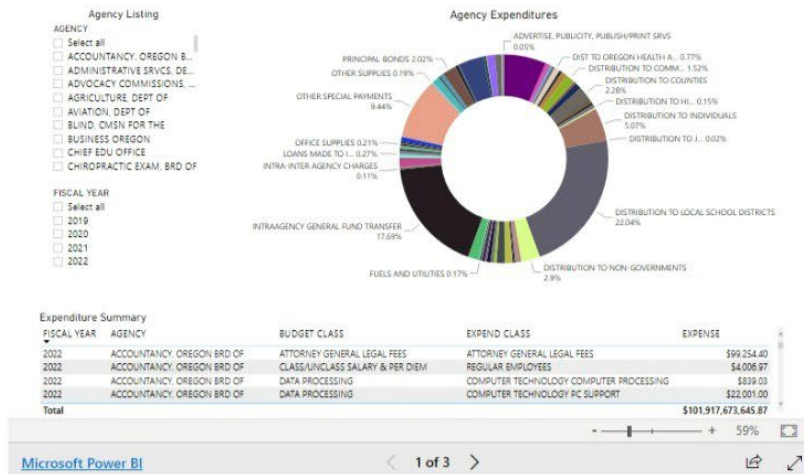 Agency Listing
AGENCY
Select all
ACCOUNTANCY, OREGON B...
ADMINISTRATIVE SRVCS, DE...
ADVOCACY COMMISSIONS, ...
AGRICULTURE, DEPT OF
AVIATION, DEPT OF
BLIND, CMSN FOR THE
BUSINESS OREGON
CHIEF EDU OFFICE
CHIROPRACTIC EXAM, BRD OF
FISCAL YEAR
Select all
2019
2020
2021
2022
Agency Expenditures
ADVERTISE, PUBLICITY, PUBLISH/PRINT SRVS
0.05%
DIST TO OREGON HEALTH A... 0.77%
DISTRIBUTION TO COMM... 1.52%
DISTRIBUTION TO COUNTIES
2.28%
DISTRIBUTION TO HI... 0.15%
DISTRIBUTION TO INDIVIDUALS
5.07%
DISTRIBUTION TO J... 0.02%
DISTRIBUTION TO LOCAL SCHOOL DISTRICTS
22.04%
DISTRIBUTION TO NON-GOVERNMENTS
2.9%
FUELS AND UTILITIES 0.17%
INTRAAGENCY GENERAL FUND TRANSFER
17.69%
INTRA-INTER AGENCY CHARGES
0.11%
LOANS MADE TO I... 0.27%
OFFICE SUPPLIES 0.21%
OTHER SPECIAL PAYMENTS
9.44%
OTHER SUPPLIES 0.19%
PRINCIPAL-BONDS 2.02%
Expenditure Summary
FISCAL YEAR AGENCY BUDGET CLASS EXPEND CLASS EXPENSE
2022 ACCOUNTANCY, OREGON BRD OF ATTORNEY GENERAL LEGAL FEES ATTORNEY GENERAL LEGAL FEES $99,254.40
2022 ACCOUNTANCY, OREGON BRD OF CLASS/UNCLASS SALARY & PER DIEM REGULAR EMPLOYEES $4,006.97
2022 ACCOUNTANCY, OREGON BRD OF DATA PROCESSING COMPUTER TECHNOLOGY COMPUTER PROCESSING $839.03
2022 ACCOUNTANCY, OREGON BRD OF DATA PROCESSING COMPUTER TECHNOLOGY PC SUPPORT $22,001.00
Total $101,917,673,645.87
- + 59%
Microsoft Power BI < 1 of 3 >